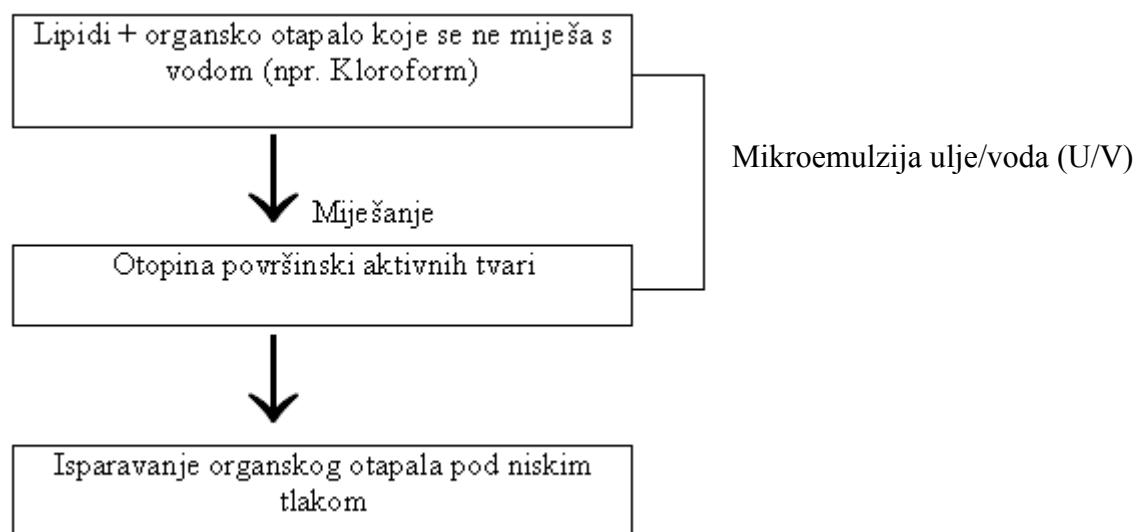 Lipidi + organsko otapalo koje se ne miješa s
vodom (npr. Kloroform)
Mikroemulzija ulje/voda (U/V)
Miješanje
Otopina površinski aktivnih tvari
Isparavanje organskog otapala pod niskim
tlakom